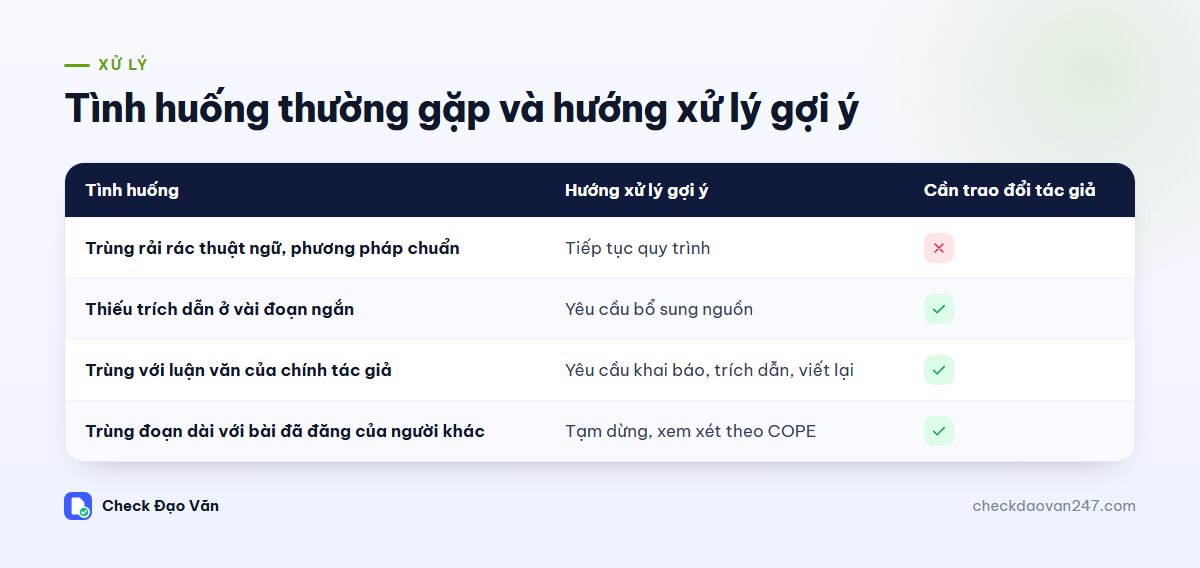 XỬ LÝ
Tình huống thường gặp và hướng xử lý gợi ý
Tình huống Hướng xử lý gợi ý Cần trao đổi tác giả
Trùng rải rác thuật ngữ, phương pháp chuẩn Tiếp tục quy trình
Thiếu trích dẫn ở vài đoạn ngắn Yêu cầu bổ sung nguồn
Trùng với luận văn của chính tác giả Yêu cầu khai báo, trích dẫn, viết lại
Trùng đoạn dài với bài đã đăng của người khác Tạm dừng, xem xét theo COPE
Check Đạo Văn checkdaovan247.com